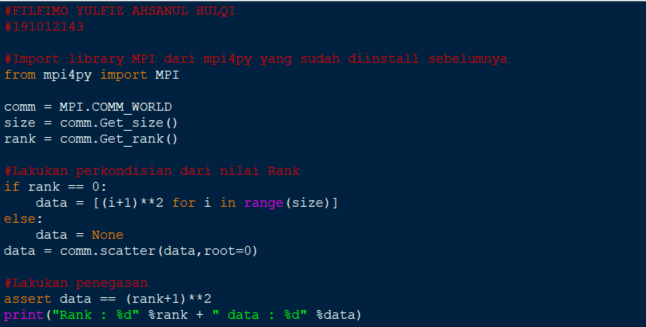 #FILFIMO YULFIZ AHSANUL HULQI
#191012143
#Import library MPI dari mpi4py yang sudah diinstall sebelumnya
from mpi4py import MPI
comm = MPI.COMM_WORLD
size = comm.Get_size()
rank = comm.Get_rank()
#Lakukan perkondisian dari nilai Rank
if rank == 0:
    data = [(i+1)**2 for i in range(size)]
else:
    data = None
data = comm.scatter(data,root=0)
#Lakukan penegasan
assert data == (rank+1)**2
print("Rank : %d" %rank + " data : %d" %data)